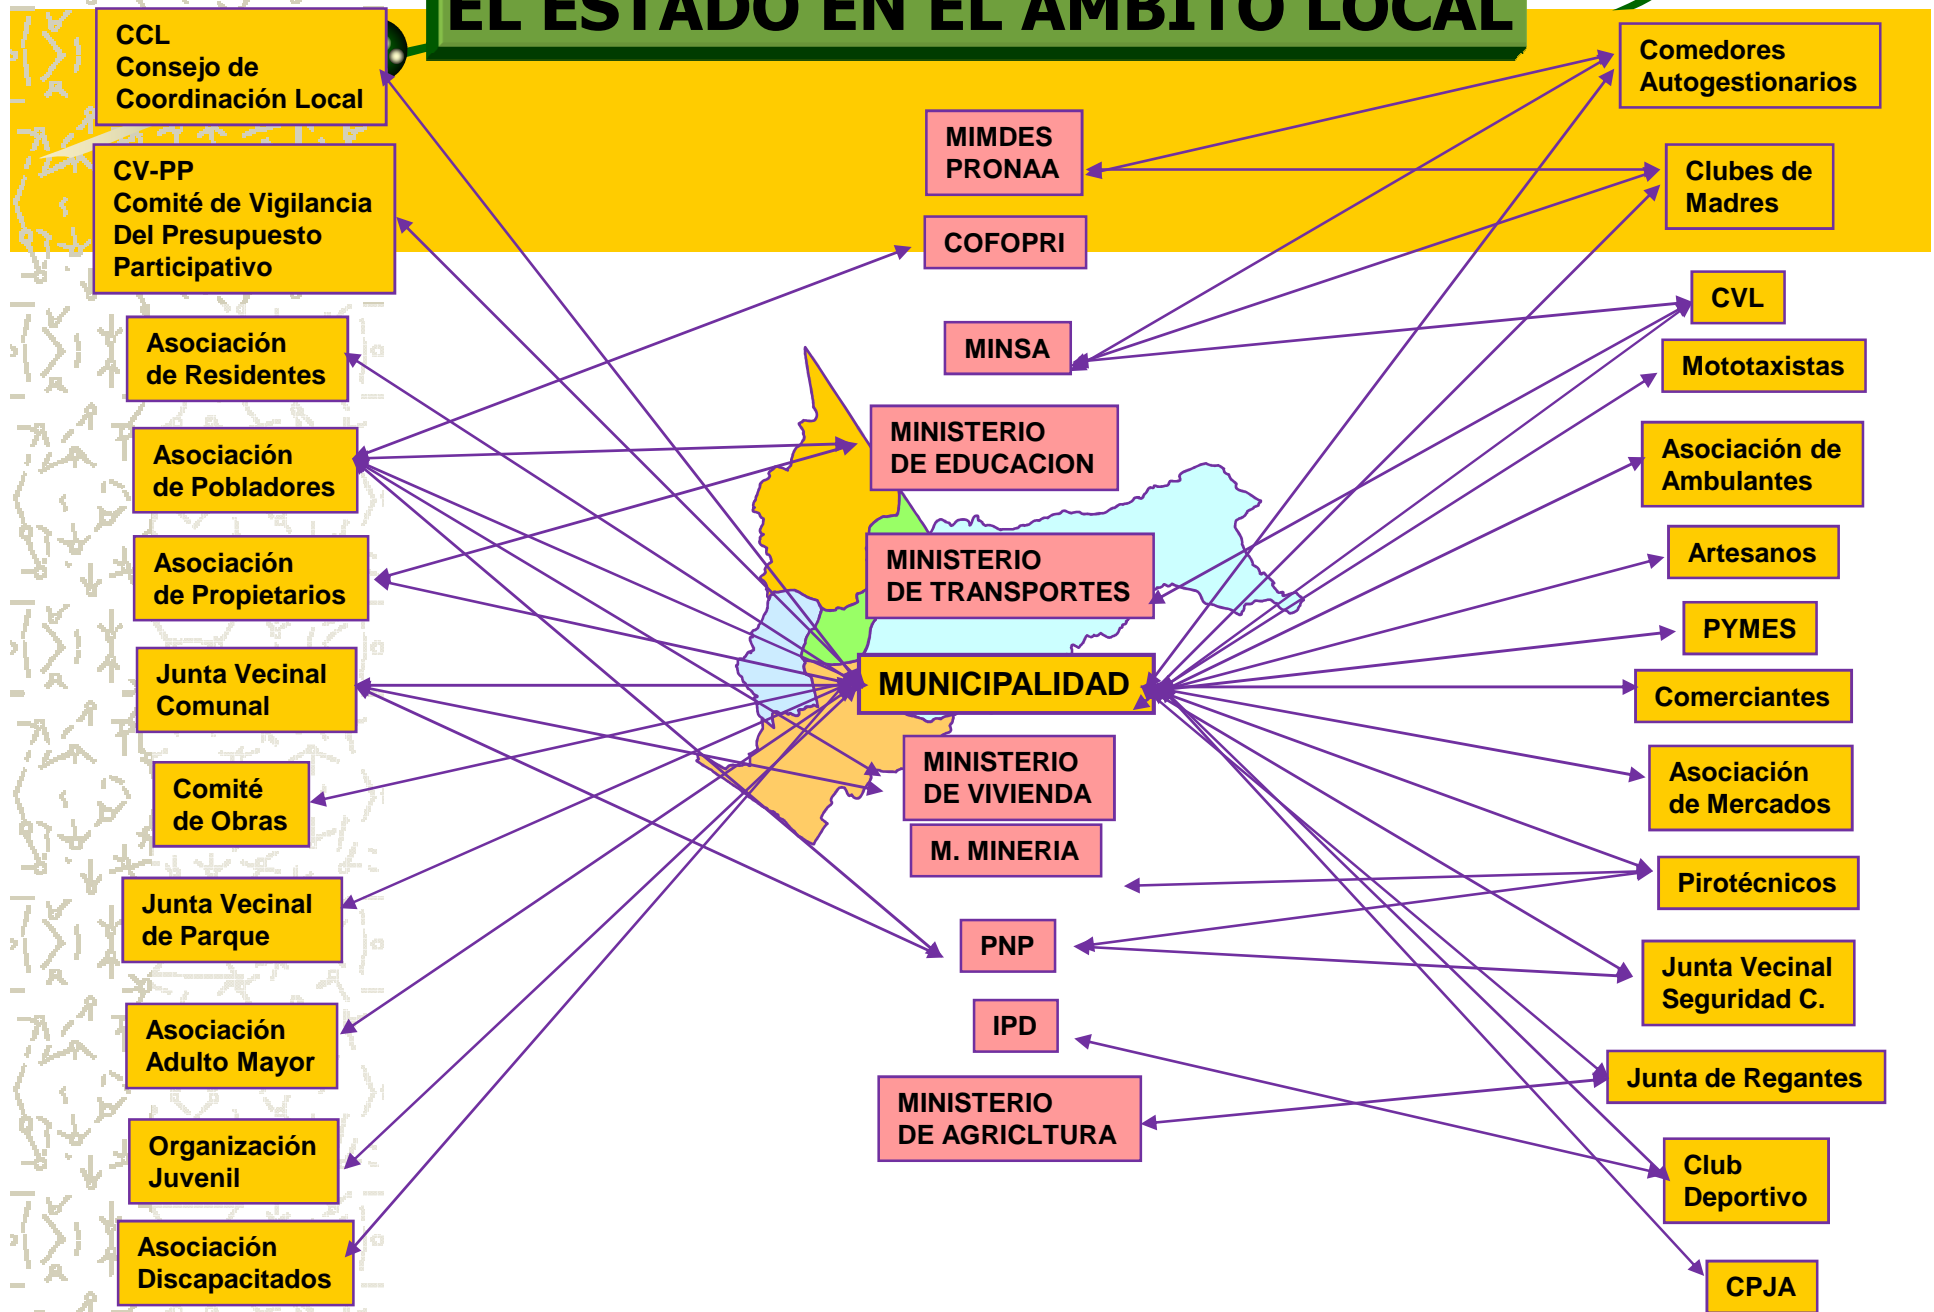 EL ESTADO EN EL AMBITO LOCAL
CCL
Consejo de
Coordinación Local
CV-PP
Comité de Vigilancia
Del Presupuesto
Participativo
Asociación
de Residentes
Asociación
de Pobladores
Asociación
de Propietarios
Junta Vecinal
Comunal
Comité
de Obras
Junta Vecinal
de Parque
Asociación
Adulto Mayor
Organización
Juvenil
Asociación
Discapacitados
MIMDES
PRONAA
COFOPRI
MINSA
MINISTERIO
DE EDUCACION
MINISTERIO
DE TRANSPORTES
MUNICIPALIDAD
MINISTERIO
DE VIVIENDA
M. MINERIA
PNP
IPD
MINISTERIO
DE AGRICLTURA
Comedores
Autogestionarios
Clubes de
Madres
CVL
Mototaxistas
Asociación de
Ambulantes
Artesanos
PYMES
Comerciantes
Asociación
de Mercados
Pirotécnicos
Junta Vecinal
Seguridad C.
Junta de Regantes
Club
Deportivo
CPJA